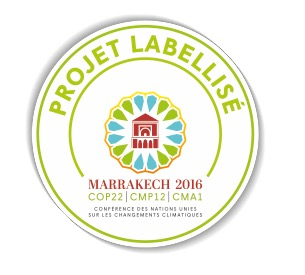 PROJET LABELLISÉ
MARRAKECH 2016
COP22 | CMP12 | CMA1
CONFÉRENCE DES NATIONS UNIES
SUR LES CHANGEMENTS CLIMATIQUES